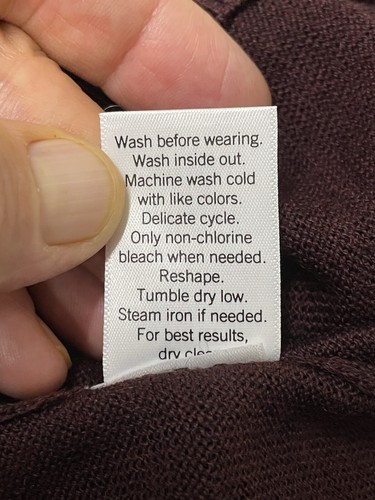 Wash before wearing.
Wash inside out.
Machine wash cold
with like colors.
Delicate cycle.
Only non-chlorine
bleach when needed.
Reshape.
Tumble dry low.
Steam iron if needed.
For best results,
dry